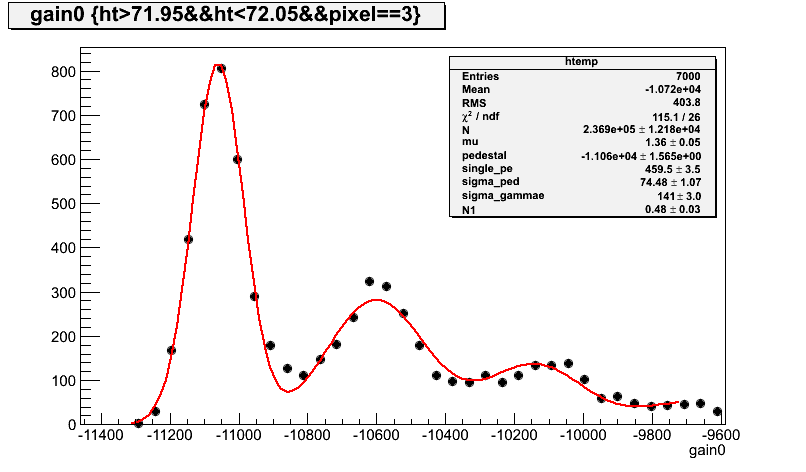 gain0 {ht>71.95&&ht<72.05&&pixel==3}
htemp
Entries 7000
Mean -1.072e+04
RMS 403.8
χ² / ndf 115.1 / 26
N 2.369e+05 ± 1.218e+04
mu 1.36 ± 0.05
pedestal -1.106e+04 ± 1.565e+00
single_pe 459.5 ± 3.5
sigma_ped 74.48 ± 1.07
sigma_gammae 141 ± 3.0
N1 0.48 ± 0.03
800
700
600
500
400
300
200
100
0
-11400 -11200 -11000 -10800 -10600 -10400 -10200 -10000 -9800 -9600
gain0